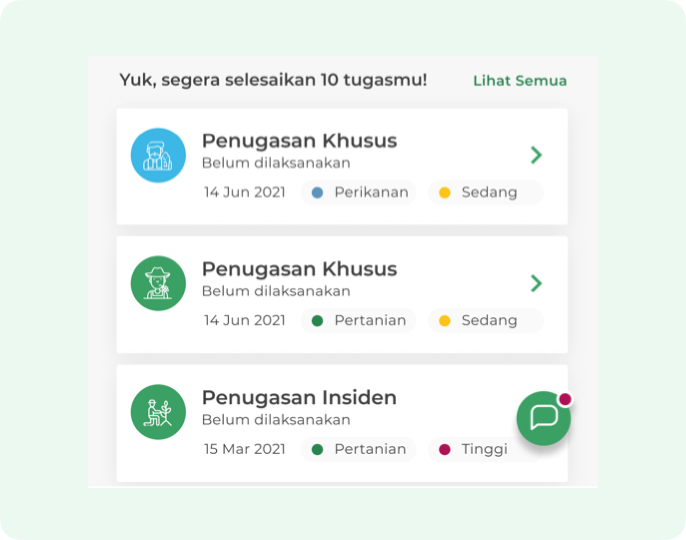 Yuk, segera selesaikan 10 tugasmu! Lihat Semua
Penugasan Khusus
Belum dilaksanakan
14 Jun 2021 Perikanan Sedang
Penugasan Khusus
Belum dilaksanakan
14 Jun 2021 Pertanian Sedang
Penugasan Insiden
Belum dilaksanakan
15 Mar 2021 Pertanian Tinggi